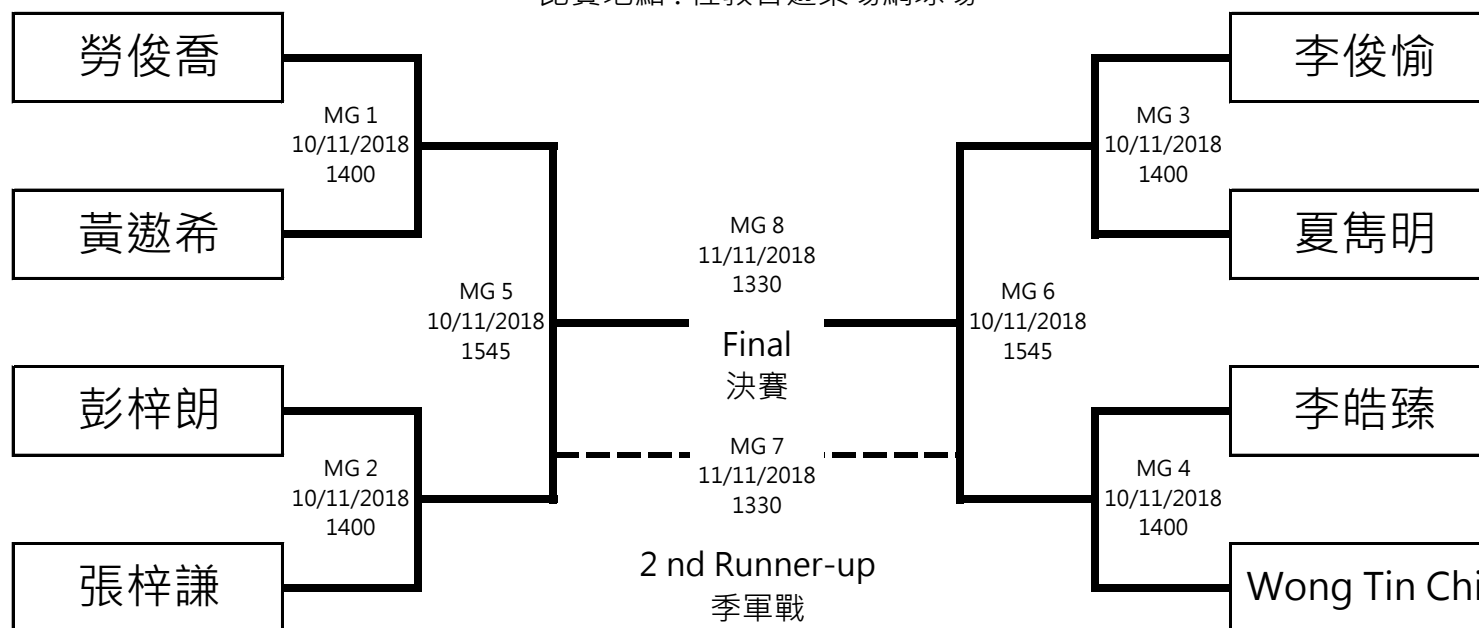 勞俊喬
黃遨希
彭梓朗
張梓謙
MG 1
10/11/2018
1400
MG 2
10/11/2018
1400
MG 5
10/11/2018
1545
MG 8
11/11/2018
1330
Final
決賽
MG 7
11/11/2018
1330
2 nd Runner-up
季軍戰
MG 6
10/11/2018
1545
MG 3
10/11/2018
1400
MG 4
10/11/2018
1400
李俊愉
夏雋明
李皓臻
Wong Tin Chi